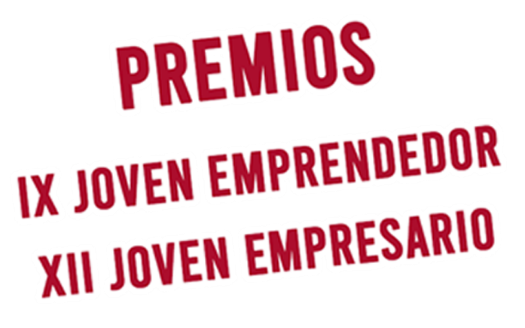 PREMIOS
IX JOVEN EMPRENDEDOR
XII JOVEN EMPRESARIO